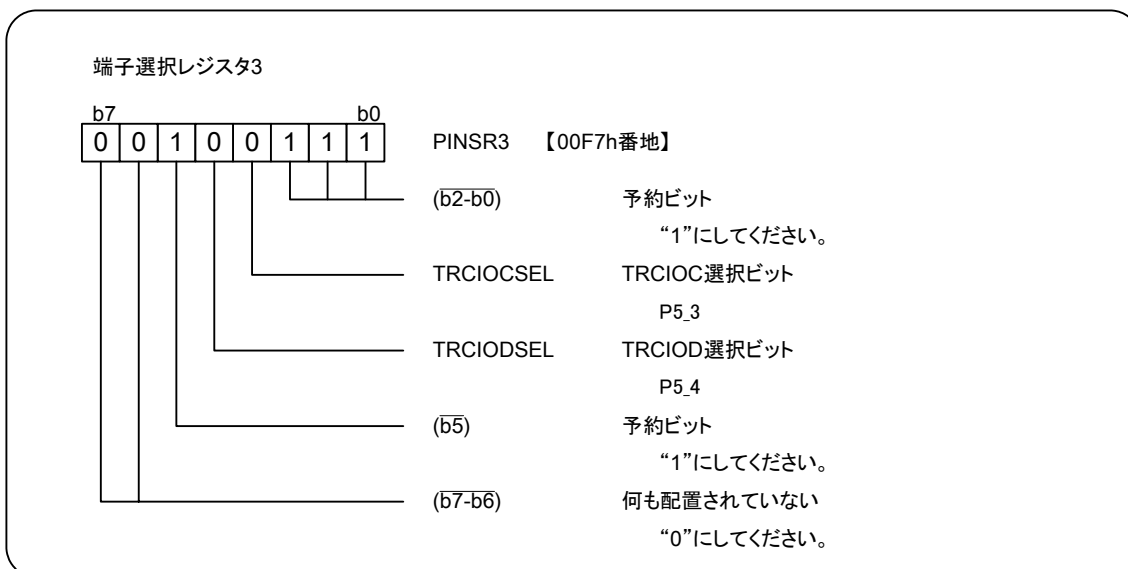 端子選択レジスタ3
b7 b0
0 0 1 0 0 1 1 1 PINSR3 【00F7h番地】
(b2-b0) 予約ビット
“1”にしてください。
TRCIOCSEL TRCIOC選択ビット
P5_3
TRCIODSEL TRCIOD選択ビット
P5_4
(b5) 予約ビット
“1”にしてください。
(b7-b6) 何も配置されていない
“0”にしてください。